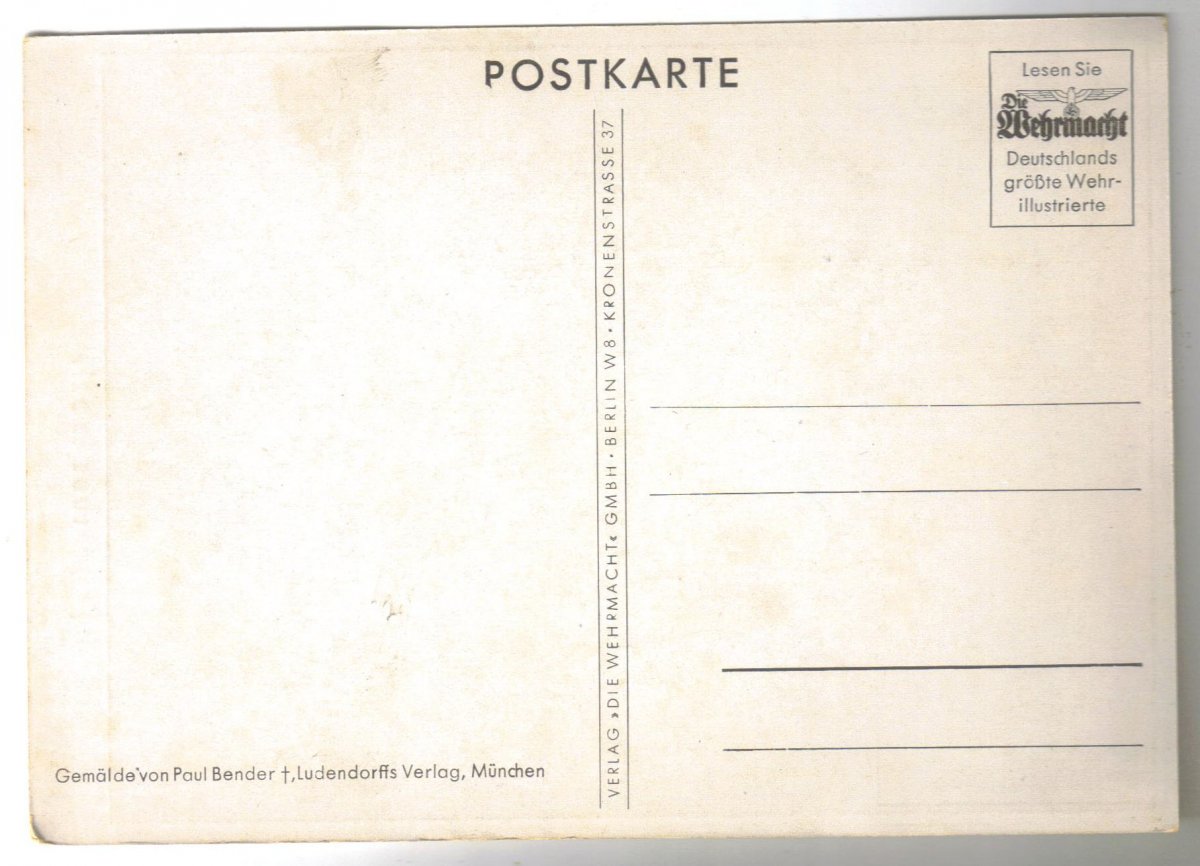 POSTKARTE
Lesen Sie
Die
Wehrmacht
Deutschlands
größte Wehr-
illustrierte
VERLAG »DIE WEHRMACHT« GMBH · BERLIN W8 · KRONENSTRASSE 37
Gemälde von Paul Bender †, Ludendorffs Verlag, München